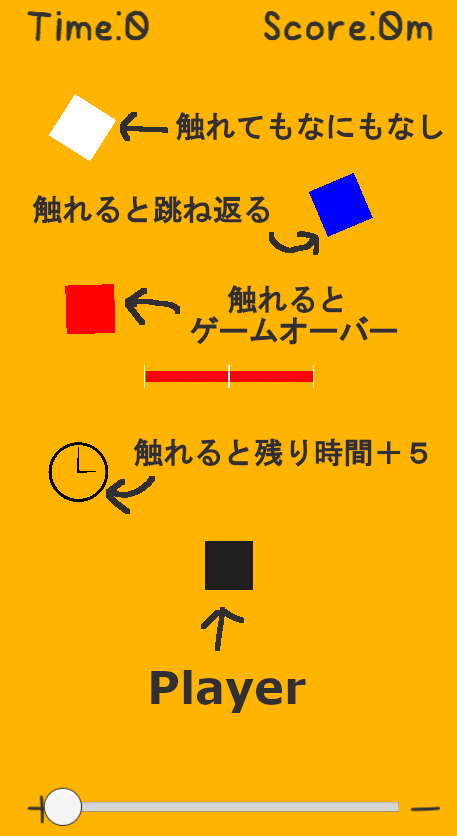 Time:0 Score:0m
触れてもなにもなし
触れると跳ね返る
触れると
ゲームオーバー
触れると残り時間＋５
Player
+ −